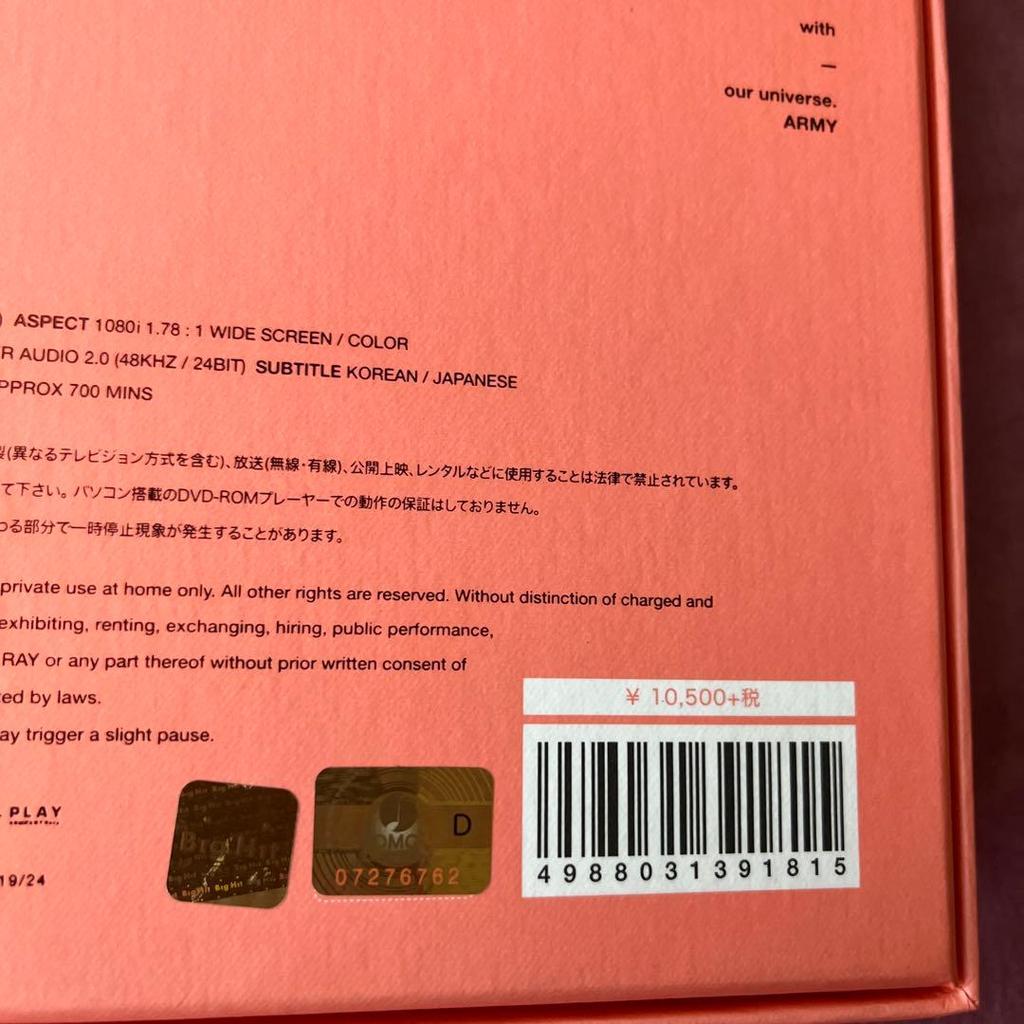 with
—
our universe.
ARMY
) ASPECT 1080i 1.78 : 1 WIDE SCREEN / COLOR
R AUDIO 2.0 (48KHZ / 24BIT) SUBTITLE KOREAN / JAPANESE
PPROX 700 MINS
(異なるテレビジョン方式を含む)、放送(無線・有線)、公開上映、レンタルなどに使用することは法律で禁止されています。
て下さい。パソコン搭載のDVD-ROMプレーヤーでの動作の保証はしておりません。
わる部分で一時停止現象が発生することがあります。
private use at home only. All other rights are reserved. Without distinction of charged and
exhibiting, renting, exchanging, hiring, public performance,
RAY or any part thereof without prior written consent of
ted by laws.
ay trigger a slight pause.
¥ 10,500+税
PLAY
19/24
Big Hit
D
07276762
4988031391815